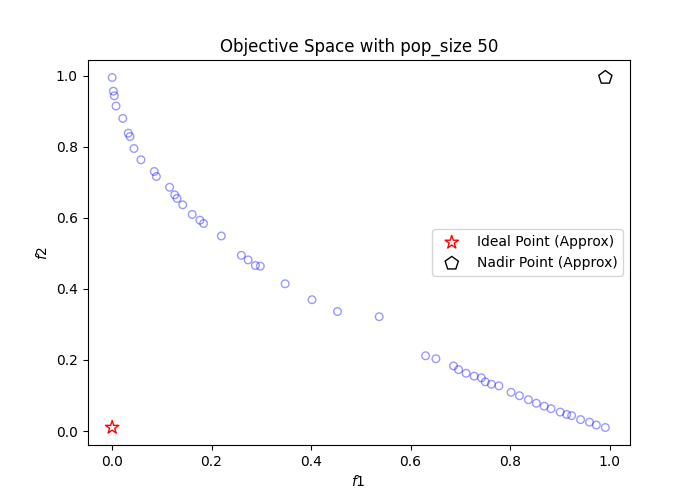 Objective Space with pop_size 50
1.0
0.8
0.6
0.4
0.2
0.0
f2
Ideal Point (Approx)
Nadir Point (Approx)
0.0 0.2 0.4 0.6 0.8 1.0
f1